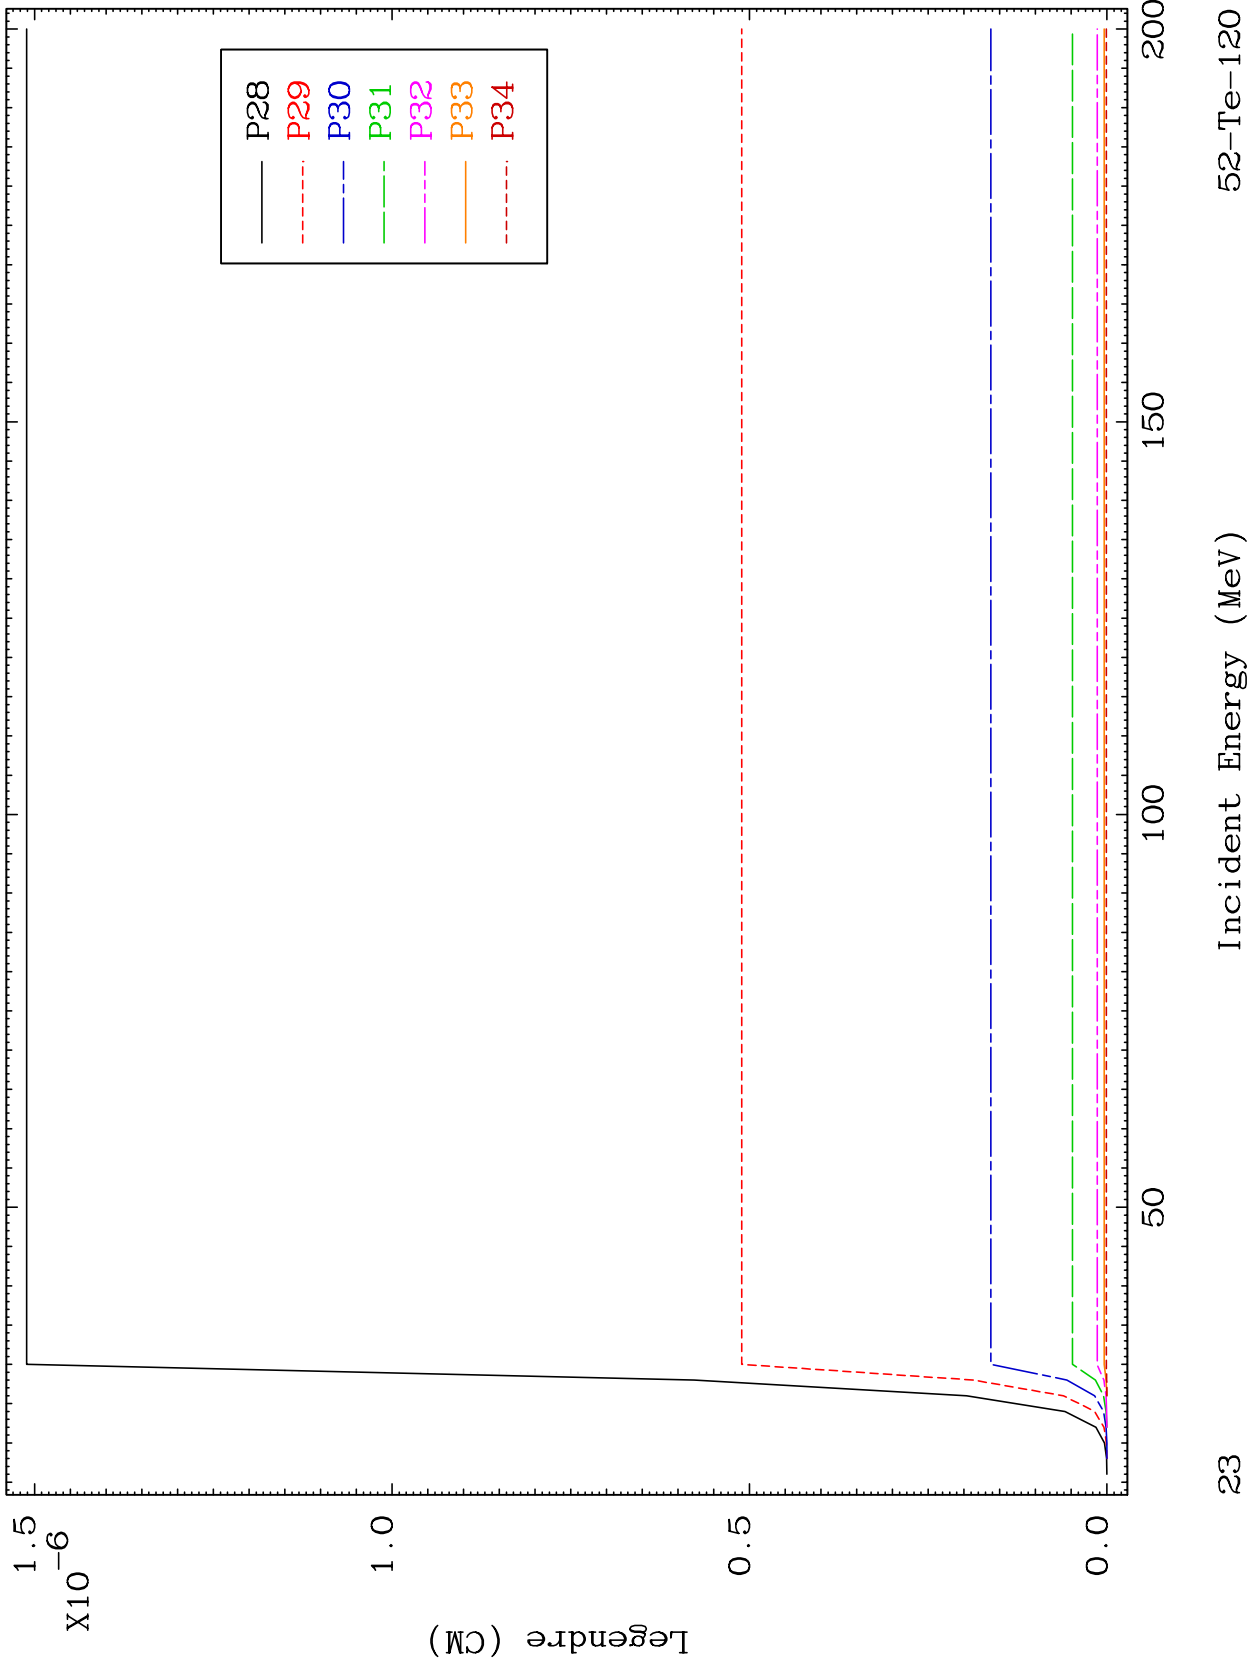 1.5
X10⁻⁶
1.0
0.5
0.0
Legendre (CM)
P28
P29
P30
P31
P32
P33
P34
50
100
150
200
Incident Energy (MeV)
23
52-Te-120